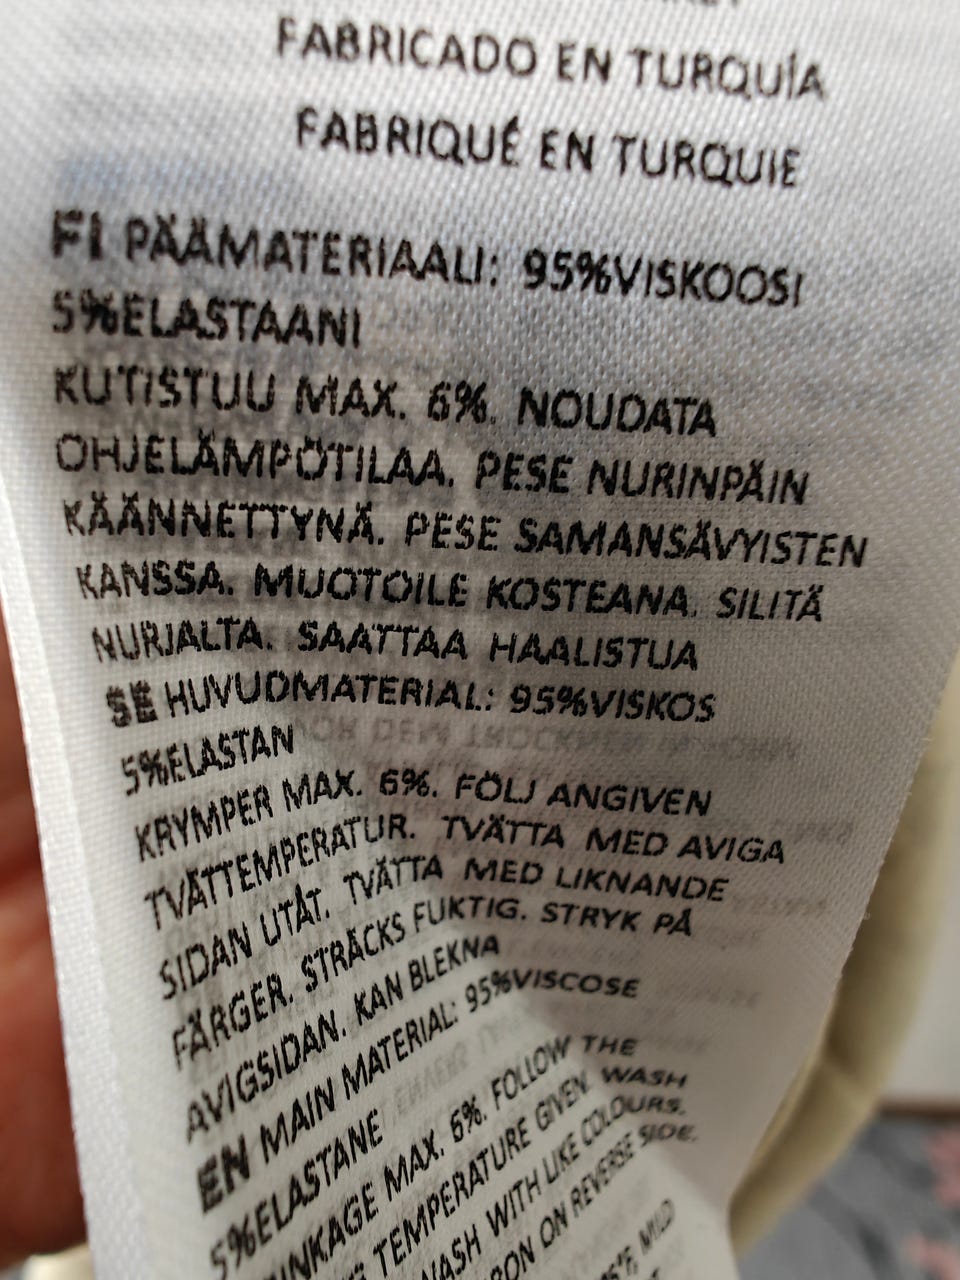 FABRICADO EN TURQUÍA
FABRIQUÉ EN TURQUIE
FI PÄÄMATERIAALI: 95%VISKOOSI
5%ELASTAANI
KUTISTUU MAX. 6%. NOUDATA
OHJELÄMPÖTILAA. PESE NURINPÄIN
KÄÄNNETTYNÄ. PESE SAMANSÄVYISTEN
KANSSA. MUOTOILE KOSTEANA. SILITÄ
NURJALTA. SAATTAA HAALISTUA
SE HUVUDMATERIAL: 95%VISKOS
5%ELASTAN
KRYMPER MAX. 6%. FÖLJ ANGIVEN
TVÄTTEMPERATUR. TVÄTTA MED AVIGA
SIDAN UTÅT. TVÄTTA MED LIKNANDE
FÄRGER. STRÄCKS FUKTIG. STRYK PÅ
AVIGSIDAN. KAN BLEKNA
EN MAIN MATERIAL: 95%VISCOSE
5%ELASTANE
MAX. 6%. FOLLOW THE
TEMPERATURE GIVEN. WASH
WASH WITH LIKE COLOURS.
ON REVERSE SIDE.
MILD